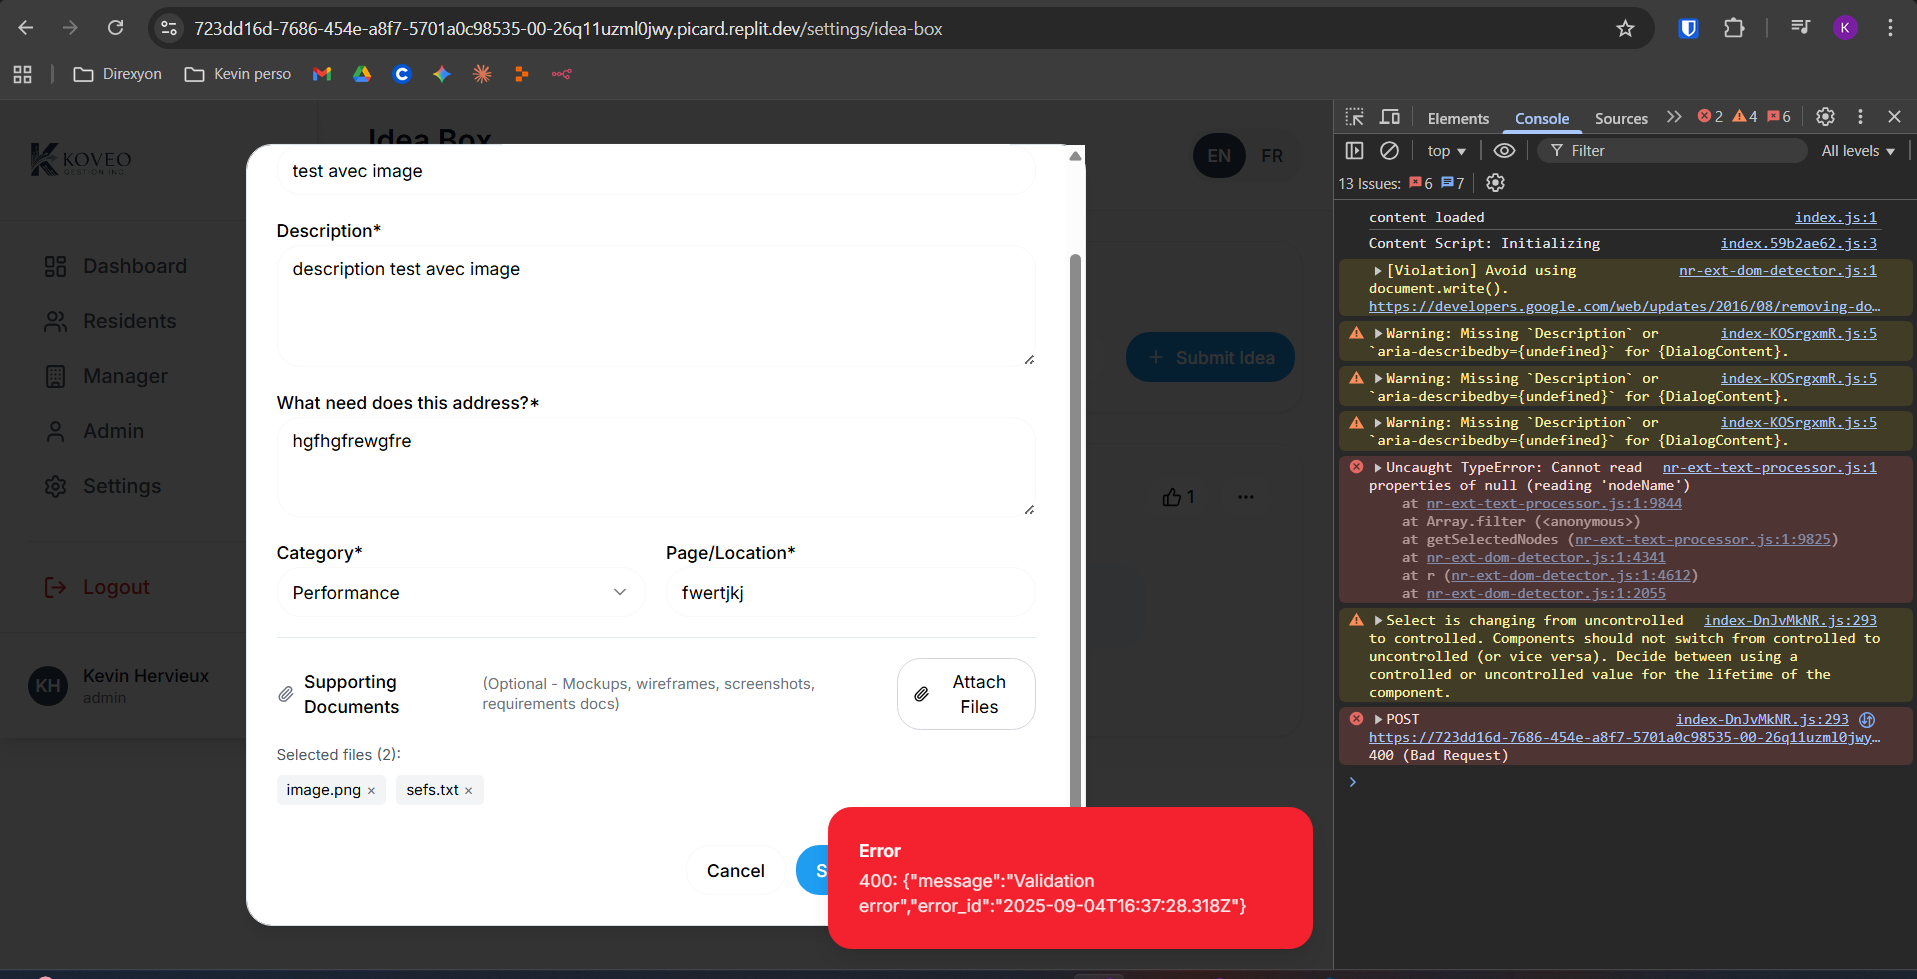 723dd16d-7686-454e-a8f7-5701a0c98535-00-26q11uzml0jwy.picard.replit.dev/settings/idea-box
K
Direxyon
Kevin perso
KOVEO
GESTION INC.
Dashboard
Residents
Manager
Admin
Settings
Logout
KH
Kevin Hervieux
admin
Idea Box
EN
FR
+ Submit Idea
1
test avec image
Description*
description test avec image
What need does this address?*
hgfhgfrewgfre
Category*
Page/Location*
Performance
fwertjkj
Supporting Documents
(Optional - Mockups, wireframes, screenshots,
requirements docs)
Attach
Files
Selected files (2):
image.png ×
sefs.txt ×
Cancel
S
Error
400: {"message":"Validation
error","error_id":"2025-09-04T16:37:28.318Z"}
Elements
Console
Sources
2
4
6
top
Filter
All levels
13 Issues:
6
7
content loaded index.js:1
Content Script: Initializing index.59b2ae62.js:3
[Violation] Avoid using nr-ext-dom-detector.js:1
document.write().
https://developers.google.com/web/updates/2016/08/removing-do…
Warning: Missing `Description` or index-KOSrgxmR.js:5
`aria-describedby={undefined}` for {DialogContent}.
Warning: Missing `Description` or index-KOSrgxmR.js:5
`aria-describedby={undefined}` for {DialogContent}.
Warning: Missing `Description` or index-KOSrgxmR.js:5
`aria-describedby={undefined}` for {DialogContent}.
Uncaught TypeError: Cannot read nr-ext-text-processor.js:1
properties of null (reading 'nodeName')
at nr-ext-text-processor.js:1:9844
at Array.filter (<anonymous>)
at getSelectedNodes (nr-ext-text-processor.js:1:9825)
at nr-ext-dom-detector.js:1:4341
at r (nr-ext-dom-detector.js:1:4612)
at nr-ext-dom-detector.js:1:2055
Select is changing from uncontrolled index-DnJvMkNR.js:293
to controlled. Components should not switch from controlled to
uncontrolled (or vice versa). Decide between using a
controlled or uncontrolled value for the lifetime of the
component.
POST index-DnJvMkNR.js:293
https://723dd16d-7686-454e-a8f7-5701a0c98535-00-26q11uzml0jwy…
400 (Bad Request)